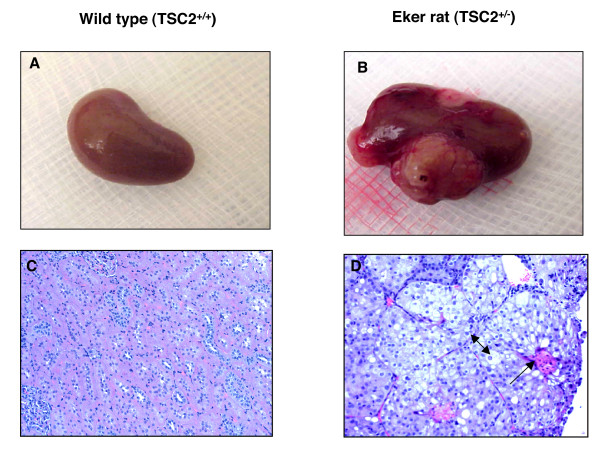 Wild type (TSC2+/+)
Eker rat (TSC2+/-)
A
B
C
D